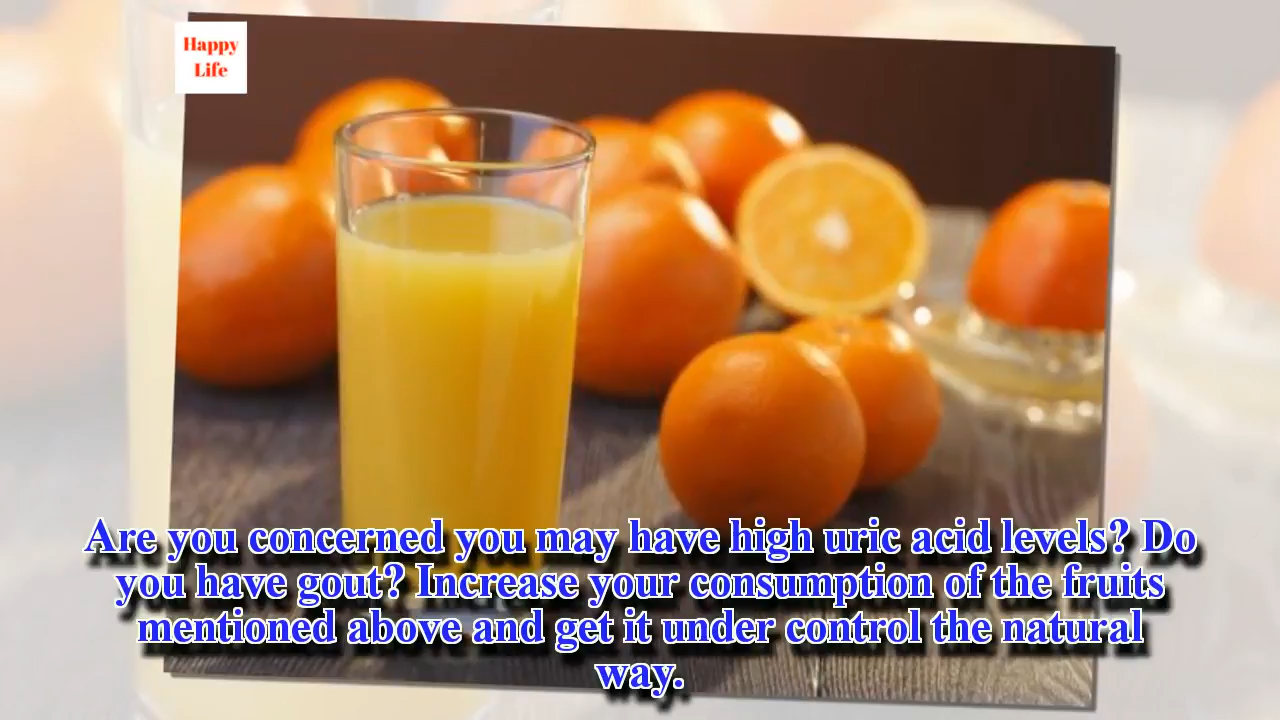 Happy
Life
Are you concerned you may have high uric acid levels? Do
you have gout? Increase your consumption of the fruits
mentioned above and get it under control the natural
way.